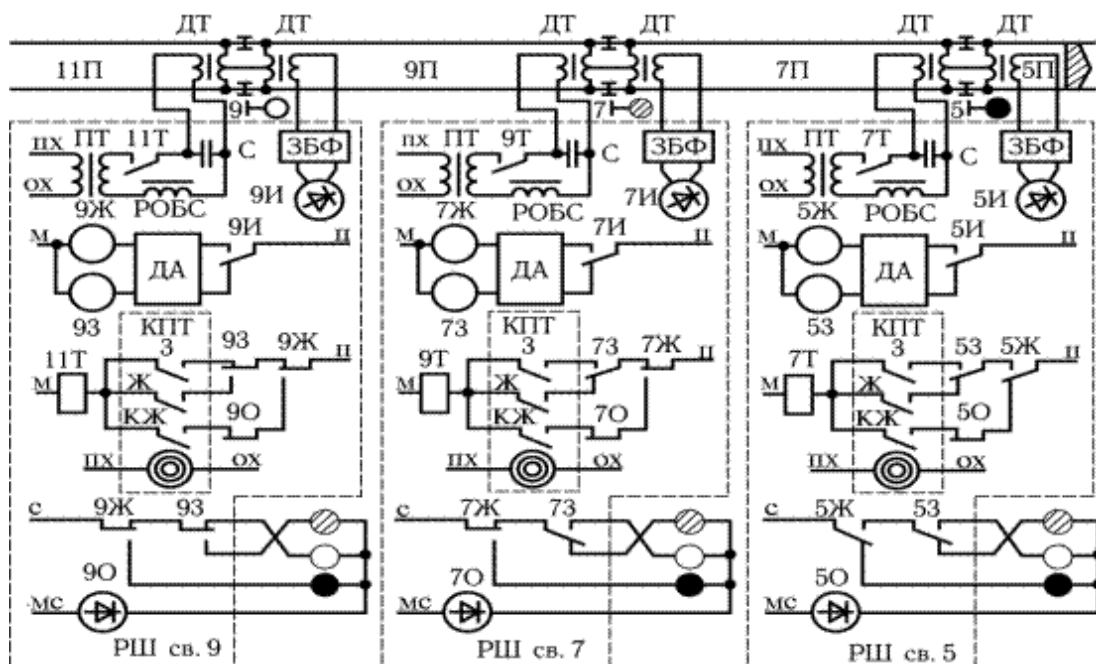 ДТ ДТ ДТ ДТ ДТ ДТ
11П 9П 7П 5П
9 7 5
пх ПТ 11Т С ЗБФ
ох 9Ж РОБС 9И
м ДА 9И п
93
КПТ
11Т З 93 9Ж п
м Ж
КЖ 9О
пх ох
с 9Ж 93
9О
мс
РШ св. 9
пх ПТ 9Т С ЗБФ
ох 7Ж РОБС 7И
м ДА 7И п
73
КПТ
9Т З 73 7Ж п
м Ж
КЖ 7О
пх ох
с 7Ж 73
7О
мс
РШ св. 7
пх ПТ 7Т С ЗБФ
ох 5Ж РОБС 5И
м ДА 5И п
53
КПТ
7Т З 53 5Ж п
м Ж
КЖ 5О
пх ох
с 5Ж 53
5О
мс
РШ св. 5